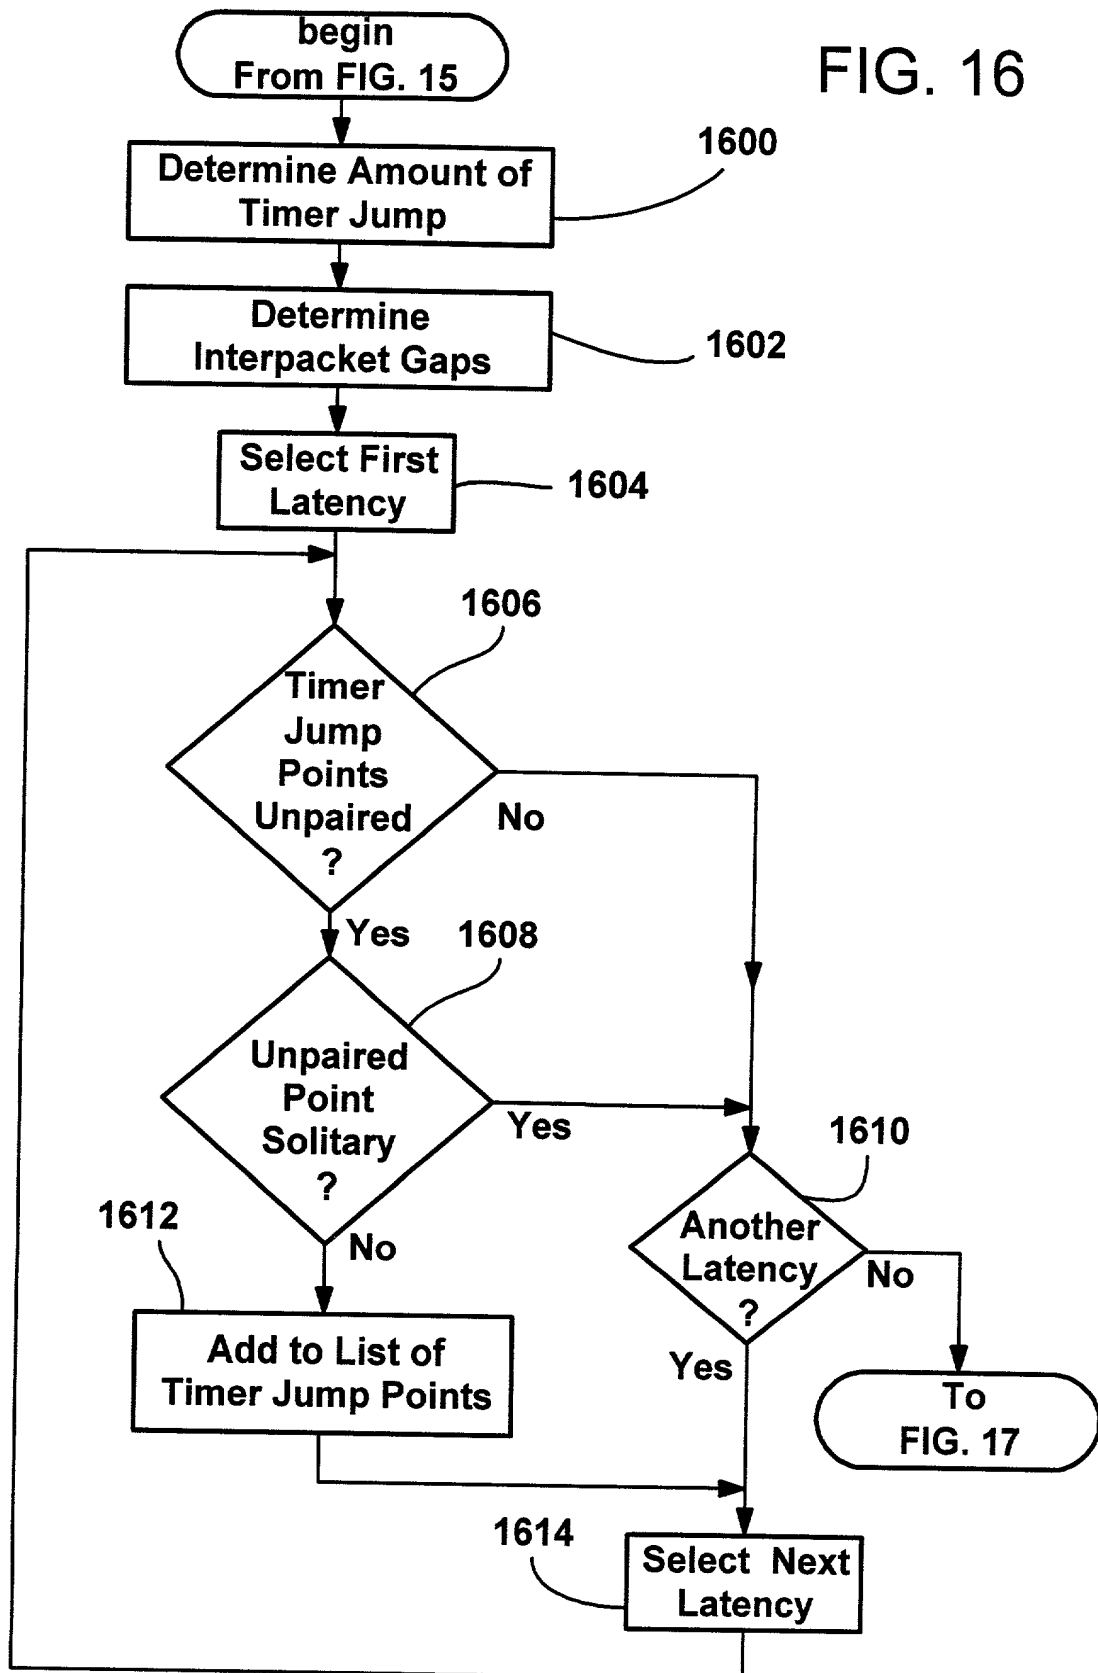 begin
From FIG. 15
FIG. 16
1600
Determine Amount of
Timer Jump
Determine
Interpacket Gaps
1602
Select First
Latency
1604
1606
Timer
Jump
Points
Unpaired
?
No
Yes
1608
Unpaired
Point
Solitary
?
Yes
1610
Another
Latency
?
No
Yes
1612
No
Add to List of
Timer Jump Points
To
FIG. 17
1614
Select Next
Latency